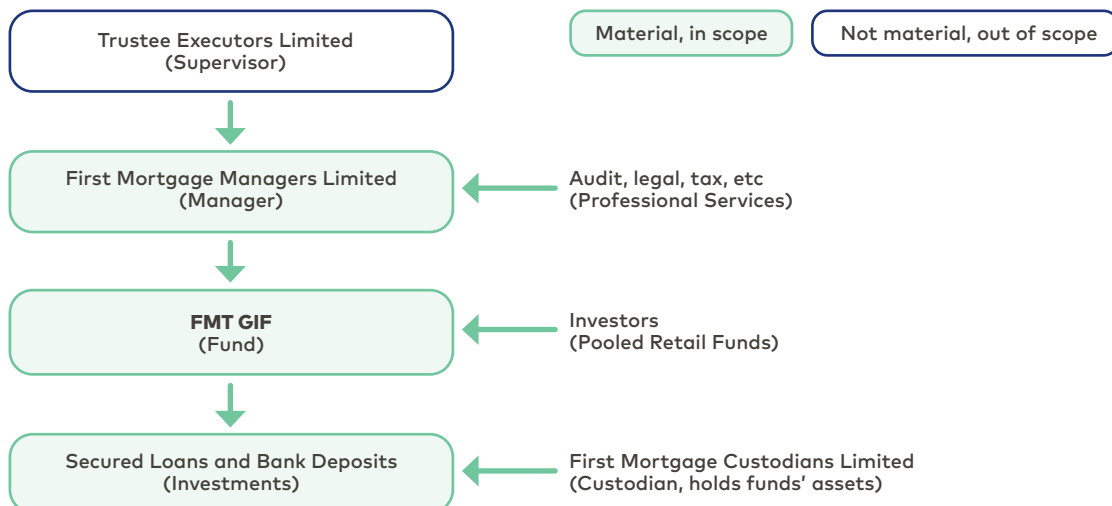 Trustee Executors Limited
(Supervisor)
Material, in scope
Not material, out of scope
First Mortgage Managers Limited
(Manager)
Audit, legal, tax, etc
(Professional Services)
FMT GIF
(Fund)
Investors
(Pooled Retail Funds)
Secured Loans and Bank Deposits
(Investments)
First Mortgage Custodians Limited
(Custodian, holds funds’ assets)